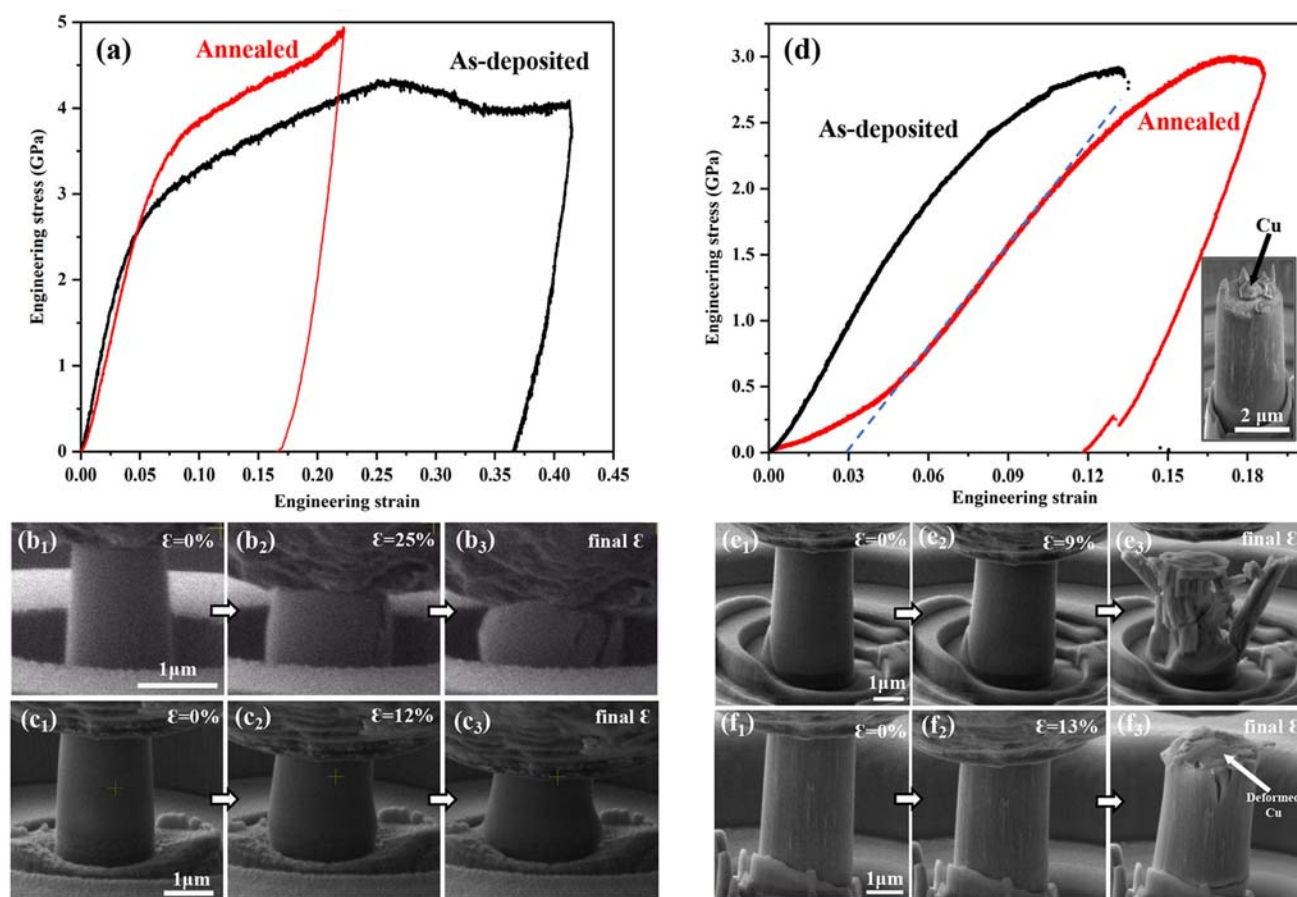 (a)
Annealed
As-deposited
Engineering stress (GPa)
5
4
3
2
1
0
0.00 0.05 0.10 0.15 0.20 0.25 0.30 0.35 0.40 0.45
Engineering strain
(d)
As-deposited
Annealed
Cu
2 μm
Engineering stress (GPa)
3.0
2.5
2.0
1.5
1.0
0.5
0.0
0.00 0.03 0.06 0.09 0.12 0.15 0.18
Engineering strain
(b1) Ɛ=0%
1μm
(b2) Ɛ=25%
(b3) final Ɛ
(c1) Ɛ=0%
1μm
(c2) Ɛ=12%
(c3) final Ɛ
1μm
(e1) Ɛ=0%
(e2) Ɛ=9%
(e3) final Ɛ
1μm
(f1) Ɛ=0%
(f2) Ɛ=13%
(f3) final Ɛ
Deformed
Cu
1μm